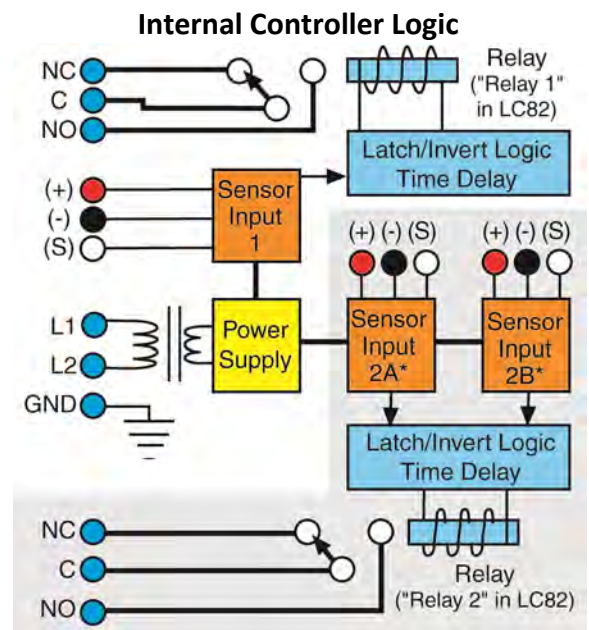 Internal Controller Logic
NC
C
NO
Relay
("Relay 1"
in LC82)
Latch/Invert Logic
Time Delay
(+)
(-)
(S)
Sensor
Input
1
(+) (-) (S)
(+) (-) (S)
L1
L2
GND
Power
Supply
Sensor
Input
2A*
Sensor
Input
2B*
Latch/Invert Logic
Time Delay
NC
C
NO
Relay
("Relay 2" in LC82)